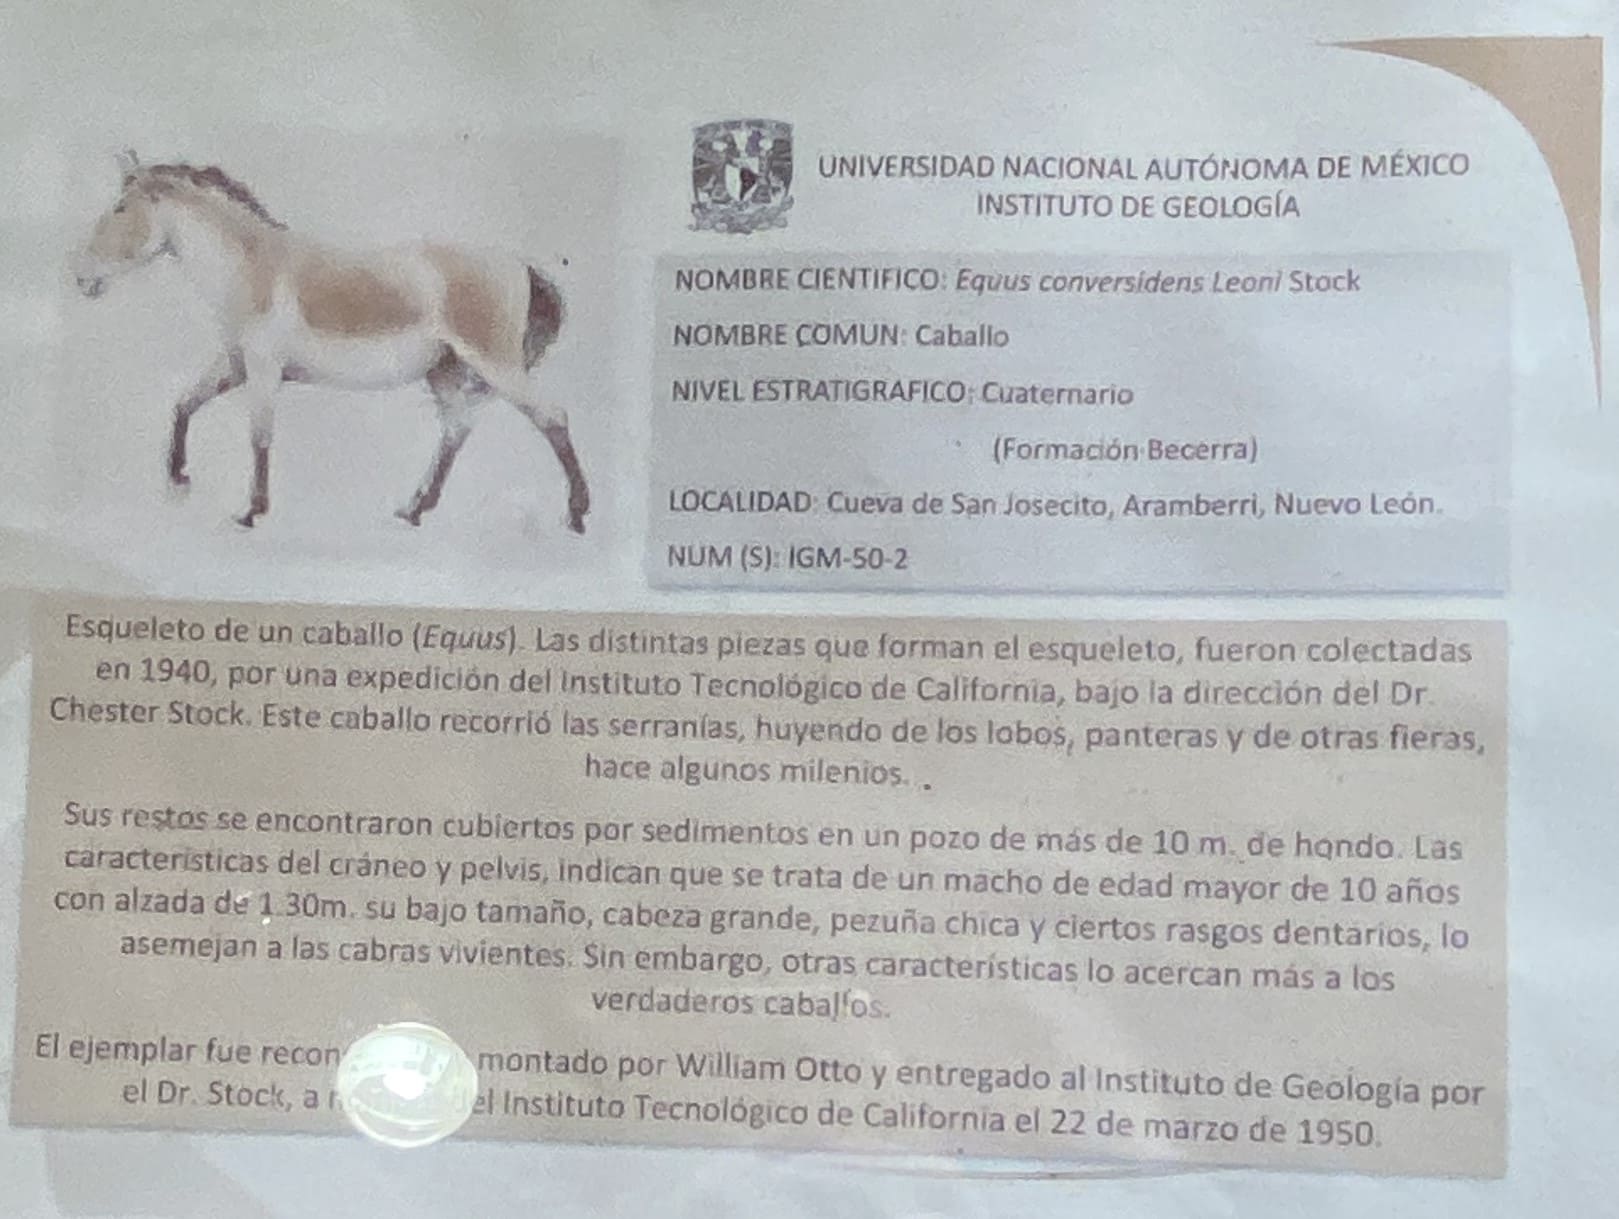 UNIVERSIDAD NACIONAL AUTÓNOMA DE MÉXICO
INSTITUTO DE GEOLOGÍA
NOMBRE CIENTIFICO: Equus conversidens Leoni Stock
NOMBRE COMUN: Caballo
NIVEL ESTRATIGRAFICO: Cuaternario
(Formación Becerra)
LOCALIDAD: Cueva de San Josecito, Aramberri, Nuevo León.
NUM (S): IGM-50-2
Esqueleto de un caballo (Equus). Las distintas piezas que forman el esqueleto, fueron colectadas
en 1940, por una expedición del Instituto Tecnológico de California, bajo la dirección del Dr.
Chester Stock. Este caballo recorrió las serranías, huyendo de los lobos, panteras y de otras fieras,
hace algunos milenios.
Sus restos se encontraron cubiertos por sedimentos en un pozo de más de 10 m. de hondo. Las
características del cráneo y pelvis, indican que se trata de un macho de edad mayor de 10 años
con alzada de 1.30m. su bajo tamaño, cabeza grande, pezuña chica y ciertos rasgos dentarios, lo
asemejan a las cabras vivientes. Sin embargo, otras características lo acercan más a los
verdaderos caballos.
El ejemplar fue montado por William Otto y entregado al Instituto de Geología por
el Dr. Stock, a del Instituto Tecnológico de California el 22 de marzo de 1950.